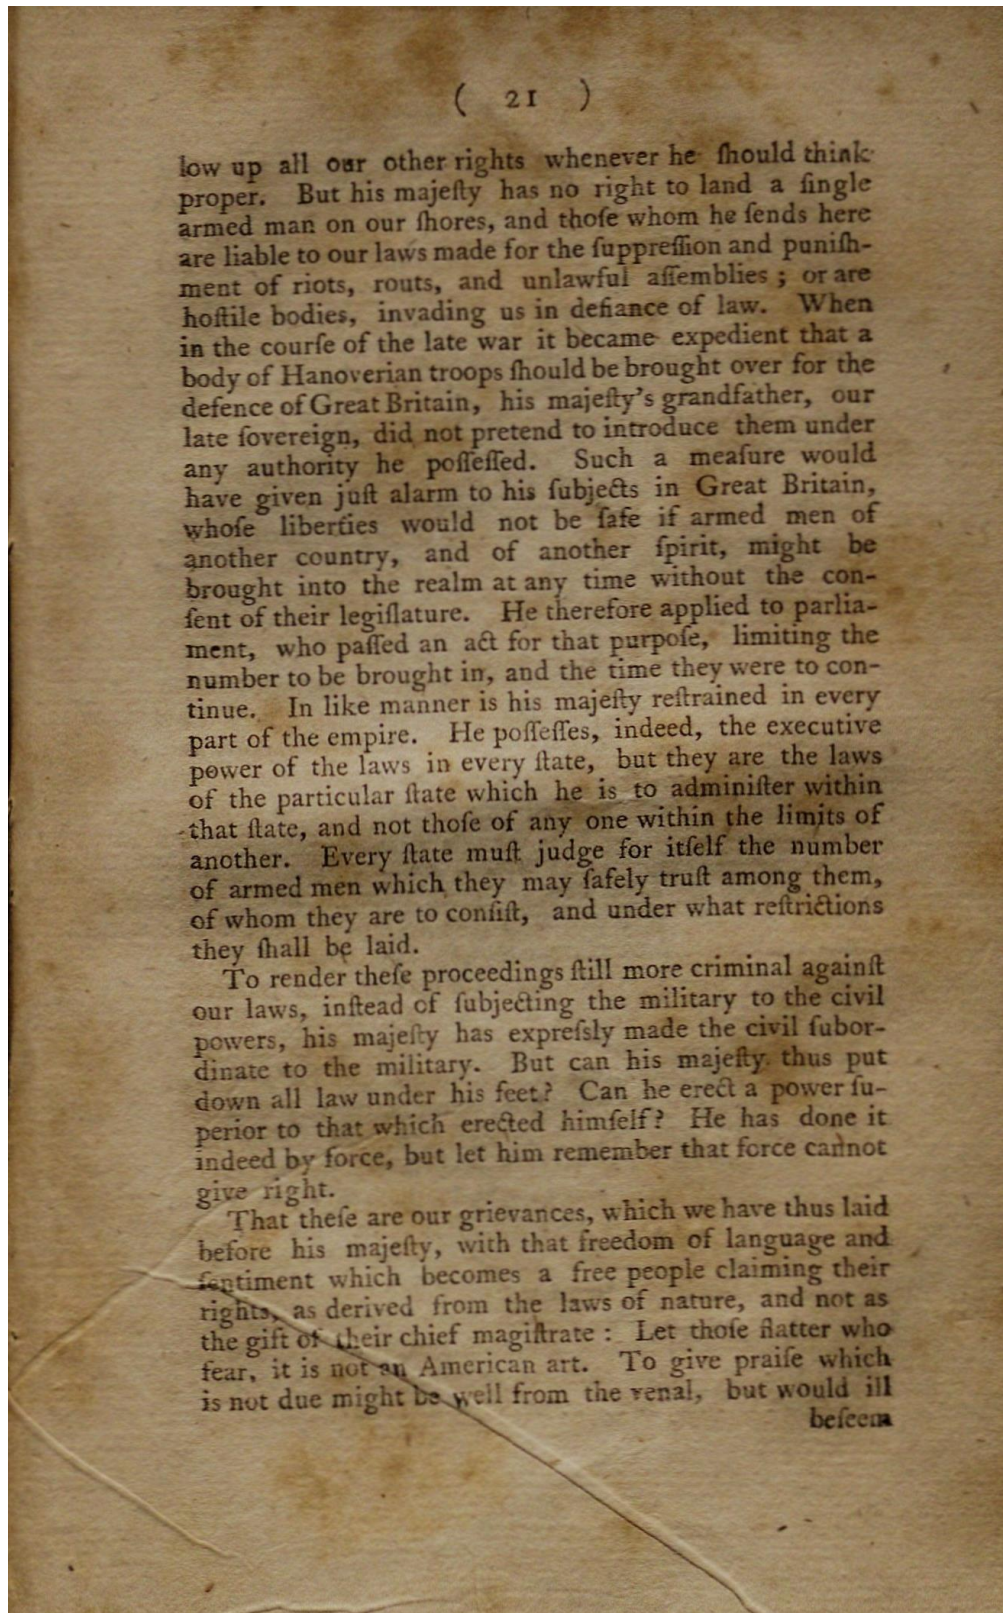 ( 21 )
low up all our other rights whenever he ſhould think
proper. But his majeſty has no right to land a ſingle
armed man on our ſhores, and thoſe whom he ſends here
are liable to our laws made for the ſuppreſſion and puniſh-
ment of riots, routs, and unlawful aſſemblies ; or are
hoſtile bodies, invading us in defiance of law. When
in the courſe of the late war it became expedient that a
body of Hanoverian troops ſhould be brought over for the
defence of Great Britain, his majeſty's grandfather, our
late ſovereign, did not pretend to introduce them under
any authority he poſſeſſed. Such a meaſure would
have given juſt alarm to his ſubjects in Great Britain,
whoſe liberties would not be ſafe if armed men of
another country, and of another ſpirit, might be
brought into the realm at any time without the con-
ſent of their legiſlature. He therefore applied to parlia-
ment, who paſſed an act for that purpoſe, limiting the
number to be brought in, and the time they were to con-
tinue. In like manner is his majeſty reſtrained in every
part of the empire. He poſſeſſes, indeed, the executive
power of the laws in every ſtate, but they are the laws
of the particular ſtate which he is to adminiſter within
that ſtate, and not thoſe of any one within the limits of
another. Every ſtate muſt judge for itſelf the number
of armed men which they may ſafely truſt among them,
of whom they are to conſiſt, and under what reſtrictions
they ſhall be laid.
To render theſe proceedings ſtill more criminal againſt
our laws, inſtead of ſubjecting the military to the civil
powers, his majeſty has expreſsly made the civil ſubor-
dinate to the military. But can his majeſty thus put
down all law under his feet? Can he erect a power ſu-
perior to that which erected himſelf? He has done it
indeed by force, but let him remember that force cannot
give right.
That theſe are our grievances, which we have thus laid
before his majeſty, with that freedom of language and
ſentiment which becomes a free people claiming their
rights, as derived from the laws of nature, and not as
the gift of their chief magiſtrate : Let thoſe flatter who
fear, it is not an American art. To give praiſe which
is not due might be well from the venal, but would ill
beſeem